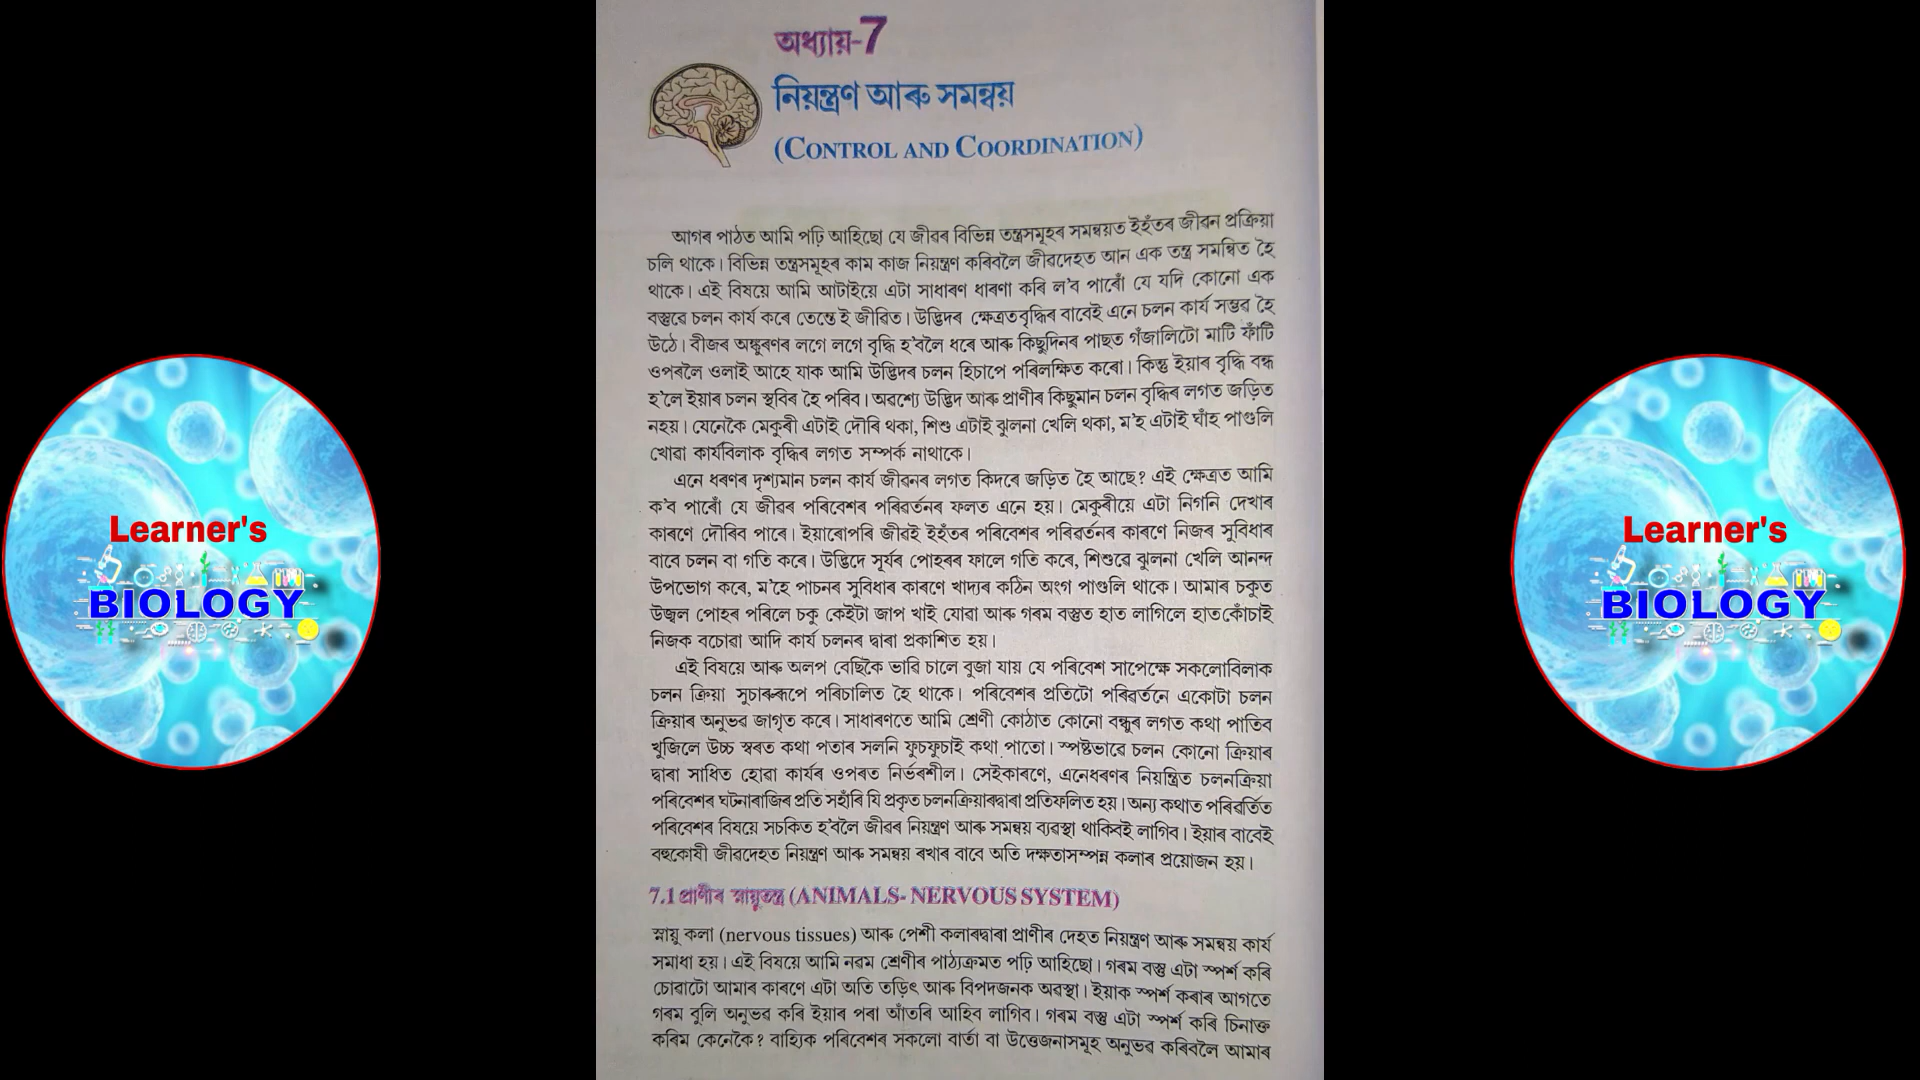 অধ্যায়-7
নিয়ন্ত্ৰণ আৰু সমন্বয়
(CONTROL AND COORDINATION)
আগৰ পাঠত আমি পঢ়ি আহিছো যে জীৱৰ বিভিন্ন তন্ত্ৰসমূহৰ সমন্বয়ত ইহঁতৰ জীৱন প্ৰক্ৰিয়া
চলি থাকে। বিভিন্ন তন্ত্ৰসমূহৰ কাম কাজ নিয়ন্ত্ৰণ কৰিবলৈ জীৱদেহত আন এক তন্ত্ৰ সমন্বিত হৈ
থাকে। এই বিষয়ে আমি আটাইয়ে এটা সাধাৰণ ধাৰণা কৰি ল'ব পাৰোঁ যে যদি কোনো এক
বস্তুৱে চলন কাৰ্য কৰে তেন্তে ই জীৱিত। উদ্ভিদৰ ক্ষেত্ৰতবৃদ্ধিৰ বাবেই এনে চলন কাৰ্য সম্ভৱ হৈ
উঠে। বীজৰ অঙ্কুৰণৰ লগে লগে বৃদ্ধি হ'বলৈ ধৰে আৰু কিছুদিনৰ পাছত গঁজালিটো মাটি ফাঁটি
ওপৰলৈ ওলাই আহে যাক আমি উদ্ভিদৰ চলন হিচাপে পৰিলক্ষিত কৰো। কিন্তু ইয়াৰ বৃদ্ধি বন্ধ
হ'লে ইয়াৰ চলন স্থবিৰ হৈ পৰিব। অৱশ্যে উদ্ভিদ আৰু প্ৰাণীৰ কিছুমান চলন বৃদ্ধিৰ লগত জড়িত
নহয়। যেনেকৈ মেকুৰী এটাই দৌৰি থকা, শিশু এটাই ঝুলনা খেলি থকা, ম'হ এটাই ঘাঁহ পাগুলি
খোৱা কাৰ্যবিলাক বৃদ্ধিৰ লগত সম্পৰ্ক নাথাকে।
এনে ধৰণৰ দৃশ্যমান চলন কাৰ্য জীৱনৰ লগত কিদৰে জড়িত হৈ আছে? এই ক্ষেত্ৰত আমি
ক'ব পাৰোঁ যে জীৱৰ পৰিবেশৰ পৰিৱৰ্তনৰ ফলত এনে হয়। মেকুৰীয়ে এটা নিগনি দেখাৰ
কাৰণে দৌৰিব পাৰে। ইয়াৰোপৰি জীৱই ইহঁতৰ পৰিবেশৰ পৰিৱৰ্তনৰ কাৰণে নিজৰ সুবিধাৰ
বাবে চলন বা গতি কৰে। উদ্ভিদে সূৰ্যৰ পোহৰৰ ফালে গতি কৰে, শিশুৱে ঝুলনা খেলি আনন্দ
উপভোগ কৰে, ম'হে পাচনৰ সুবিধাৰ কাৰণে খাদ্যৰ কঠিন অংগ পাগুলি থাকে। আমাৰ চকুত
উজ্বল পোহৰ পৰিলে চকু কেইটা জাপ খাই যোৱা আৰু গৰম বস্তুত হাত লাগিলে হাতকোঁচাই
নিজক বচোৱা আদি কাৰ্য চলনৰ দ্বাৰা প্ৰকাশিত হয়।
এই বিষয়ে আৰু অলপ বেছিকৈ ভাবি চালে বুজা যায় যে পৰিবেশ সাপেক্ষে সকলোবিলাক
চলন ক্ৰিয়া সুচাৰুৰূপে পৰিচালিত হৈ থাকে। পৰিবেশৰ প্ৰতিটো পৰিৱৰ্তনে একোটা চলন
ক্ৰিয়াৰ অনুভৱ জাগৃত কৰে। সাধাৰণতে আমি শ্ৰেণী কোঠাত কোনো বন্ধুৰ লগত কথা পাতিব
খুজিলে উচ্চ স্বৰত কথা পতাৰ সলনি ফুচফুচাই কথা পাতো। স্পষ্টভাৱে চলন কোনো ক্ৰিয়াৰ
দ্বাৰা সাধিত হোৱা কাৰ্যৰ ওপৰত নিৰ্ভৰশীল। সেইকাৰণে, এনেধৰণৰ নিয়ন্ত্ৰিত চলনক্ৰিয়া
পৰিবেশৰ ঘটনাৰাজিৰ প্ৰতি সহাঁৰি যি প্ৰকৃত চলনক্ৰিয়াৰদ্বাৰা প্ৰতিফলিত হয়। অন্য কথাত পৰিৱৰ্তিত
পৰিবেশৰ বিষয়ে সচকিত হ'বলৈ জীৱৰ নিয়ন্ত্ৰণ আৰু সমন্বয় ব্যৱস্থা থাকিবই লাগিব। ইয়াৰ বাবেই
বহুকোষী জীৱদেহত নিয়ন্ত্ৰণ আৰু সমন্বয় ৰখাৰ বাবে অতি দক্ষতাসম্পন্ন কলাৰ প্ৰয়োজন হয়।
7.1 প্ৰাণীৰ স্নায়ুতন্ত্ৰ (ANIMALS- NERVOUS SYSTEM)
স্নায়ু কলা (nervous tissues) আৰু পেশী কলাৰদ্বাৰা প্ৰাণীৰ দেহত নিয়ন্ত্ৰণ আৰু সমন্বয় কাৰ্য
সমাধা হয়। এই বিষয়ে আমি নৱম শ্ৰেণীৰ পাঠ্যক্ৰমত পঢ়ি আহিছো। গৰম বস্তু এটা স্পৰ্শ কৰি
চোৱাটো আমাৰ কাৰণে এটা অতি তড়িৎ আৰু বিপদজনক অৱস্থা। ইয়াক স্পৰ্শ কৰাৰ আগতে
গৰম বুলি অনুভৱ কৰি ইয়াৰ পৰা আঁতৰি আহিব লাগিব। গৰম বস্তু এটা স্পৰ্শ কৰি চিনাক্ত
কৰিম কেনেকৈ? বাহ্যিক পৰিবেশৰ সকলো বাৰ্তা বা উত্তেজনাসমূহ অনুভৱ কৰিবলৈ আমাৰ
Learner's
BIOLOGY
Learner's
BIOLOGY